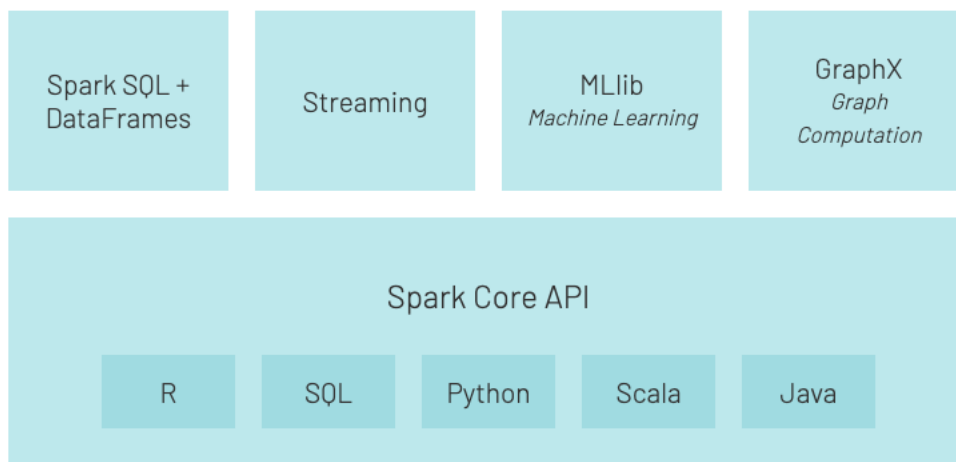 Spark SQL +
DataFrames
Streaming
MLlib
Machine Learning
GraphX
Graph
Computation
Spark Core API
R
SQL
Python
Scala
Java